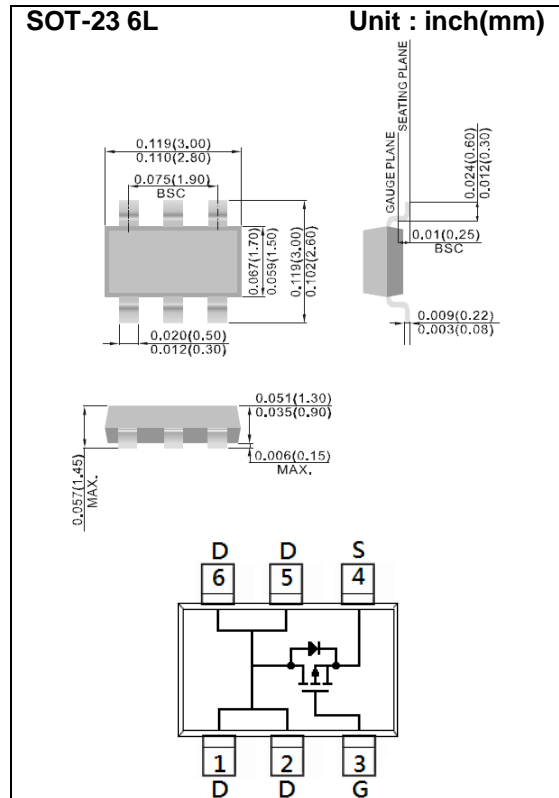 SOT-23 6L Unit : inch(mm)
0.119(3.00)
0.110(2.80)
0.075(1.90)
BSC
0.067(1.70)
0.059(1.50)
0.119(3.00)
0.102(2.60)
0.020(0.50)
0.012(0.30)
GAUGE PLANE
SEATING PLANE
0.024(0.60)
0.012(0.30)
0.01(0.25)
BSC
0.009(0.22)
0.003(0.08)
0.051(1.30)
0.035(0.90)
0.006(0.15)
MAX.
0.057(1.45)
MAX.
D D S
6 5 4
1 2 3
D D G